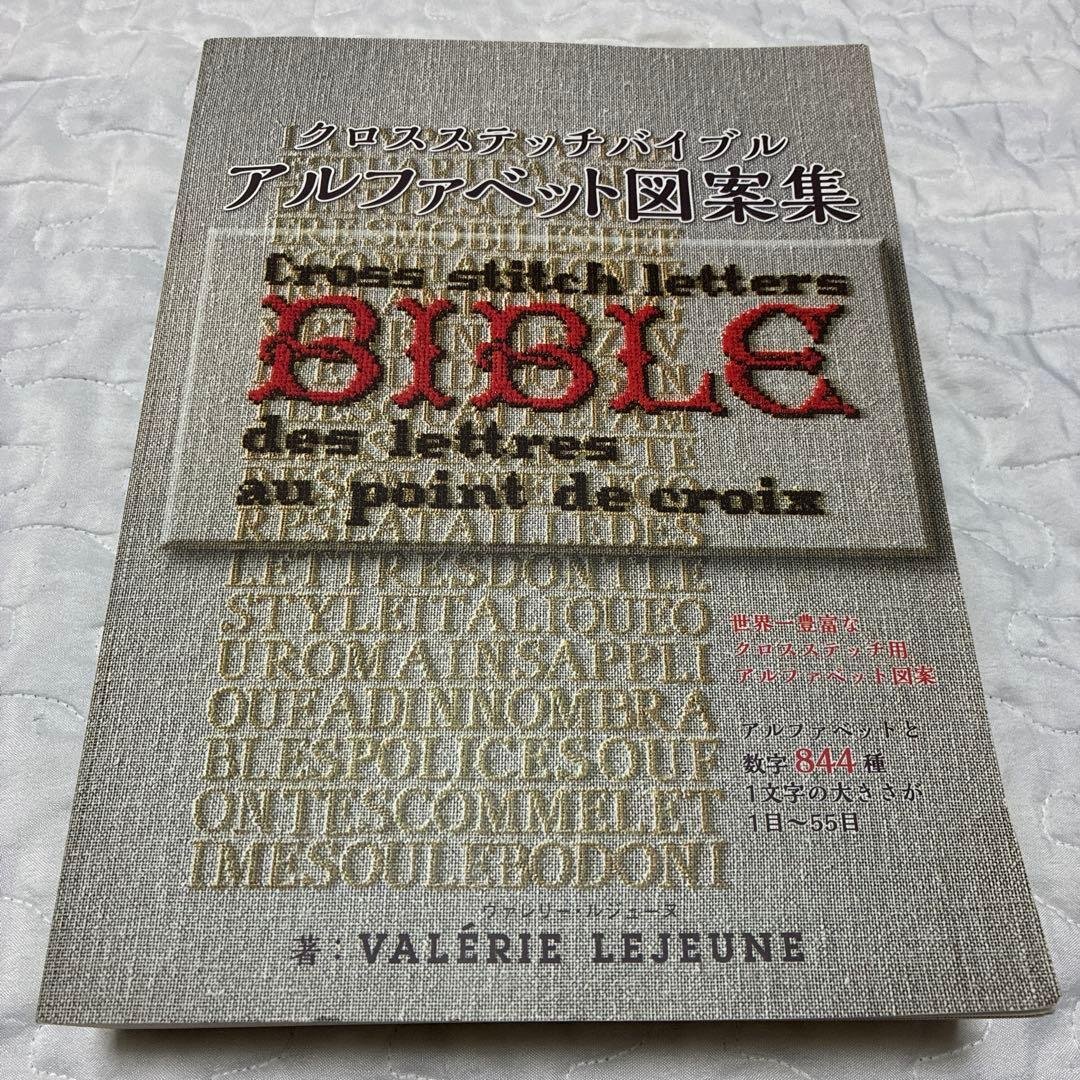 クロスステッチバイブル
アルファベット図案集
Cross stitch letters
BIBLE
des lettres
au point de croix
RESEATAILLEDES
LETTRESDONTLE
STYLEITALIQUEO
UROMAINSAPPLI
QUEADINNOMBRA
BLESPOLICESOUF
ONTESCOMMELET
IMESOULEBODONI
世界一豊富な
クロスステッチ用
アルファベット図案
アルファベットと
数字 844 種
1文字の大きさが
1目〜55目
ヴァレリー・ルジューヌ
著: VALÉRIE LEJEUNE